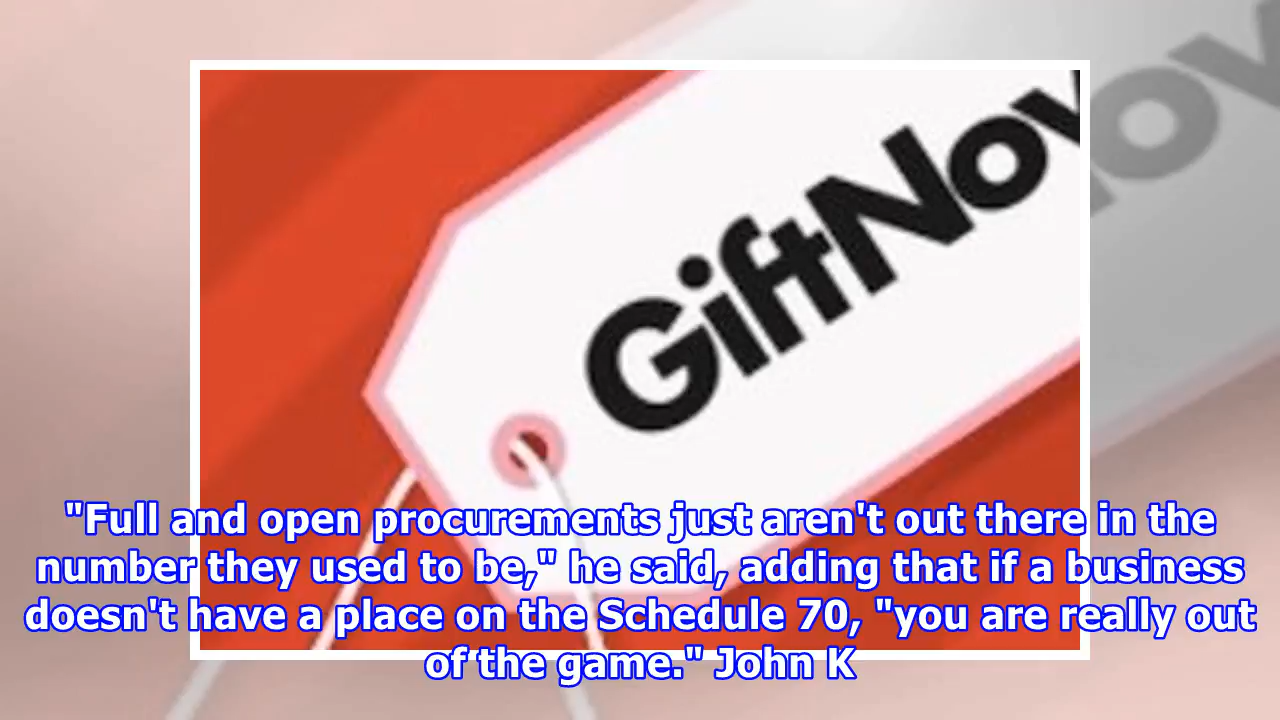 GiftNov
"Full and open procurements just aren't out there in the
number they used to be," he said, adding that if a business
doesn't have a place on the Schedule 70, "you are really out
of the game." John K